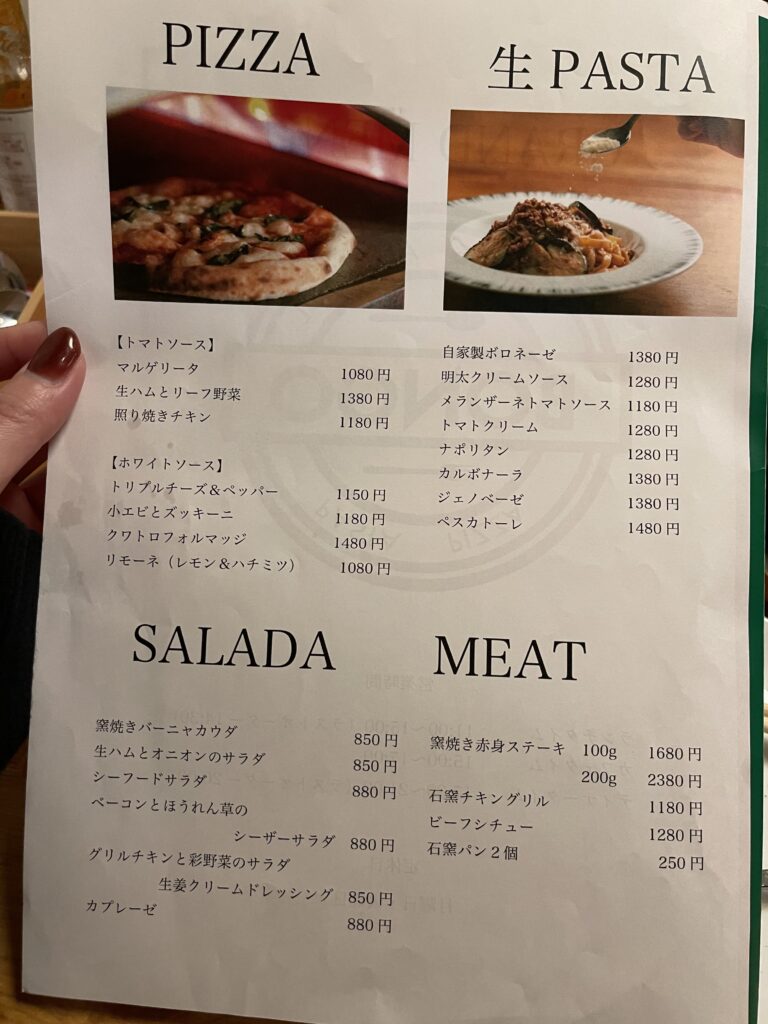 PIZZA
【トマトソース】
マルゲリータ 1080円
生ハムとリーフ野菜 1380円
照り焼きチキン 1180円
【ホワイトソース】
トリプルチーズ＆ペッパー 1150円
小エビとズッキーニ 1180円
クワトロフォルマッジ 1480円
リモーネ（レモン＆ハチミツ） 1080円
生 PASTA
自家製ボロネーゼ 1380円
明太クリームソース 1280円
メランザーネトマトソース 1180円
トマトクリーム 1280円
ナポリタン 1280円
カルボナーラ 1380円
ジェノベーゼ 1380円
ペスカトーレ 1480円
SALADA
窯焼きバーニャカウダ 850円
生ハムとオニオンのサラダ 850円
シーフードサラダ 880円
ベーコンとほうれん草の
シーザーサラダ 880円
グリルチキンと彩野菜のサラダ
生姜クリームドレッシング 850円
カプレーゼ 880円
MEAT
窯焼き赤身ステーキ 100g 1680円
200g 2380円
石窯チキングリル 1180円
ビーフシチュー 1280円
石窯パン２個 250円